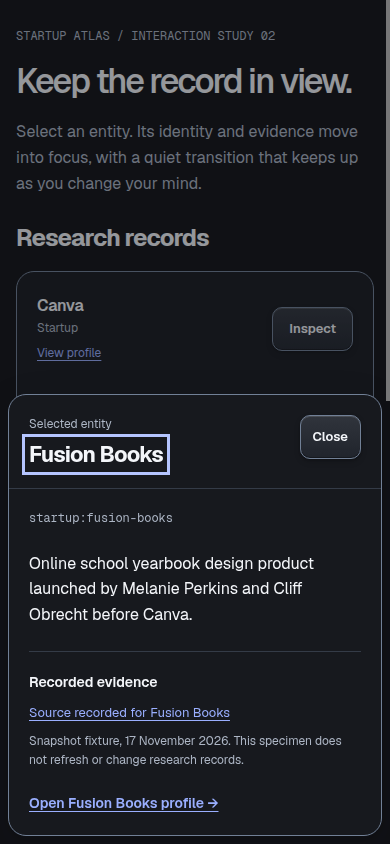 STARTUP ATLAS / INTERACTION STUDY 02
Keep the record in view.
Select an entity. Its identity and evidence move
into focus, with a quiet transition that keeps up
as you change your mind.
Research records
Canva
Startup
View profile
Inspect
Selected entity
Fusion Books
Close
startup:fusion-books
Online school yearbook design product
launched by Melanie Perkins and Cliff
Obrecht before Canva.
Recorded evidence
Source recorded for Fusion Books
Snapshot fixture, 17 November 2026. This specimen does
not refresh or change research records.
Open Fusion Books profile →